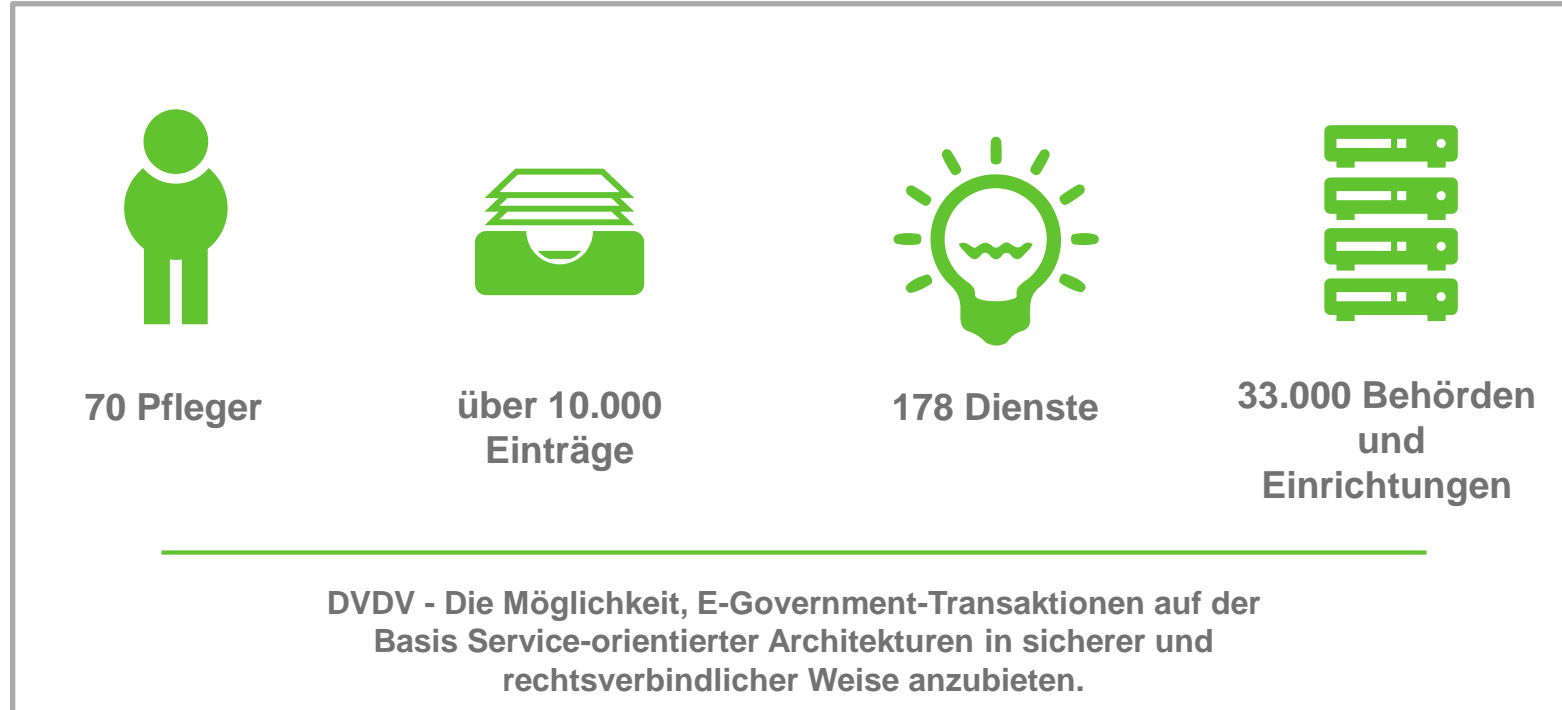 70 Pfleger
über 10.000
Einträge
178 Dienste
33.000 Behörden
und
Einrichtungen
DVDV - Die Möglichkeit, E-Government-Transaktionen auf der
Basis Service-orientierter Architekturen in sicherer und
rechtsverbindlicher Weise anzubieten.